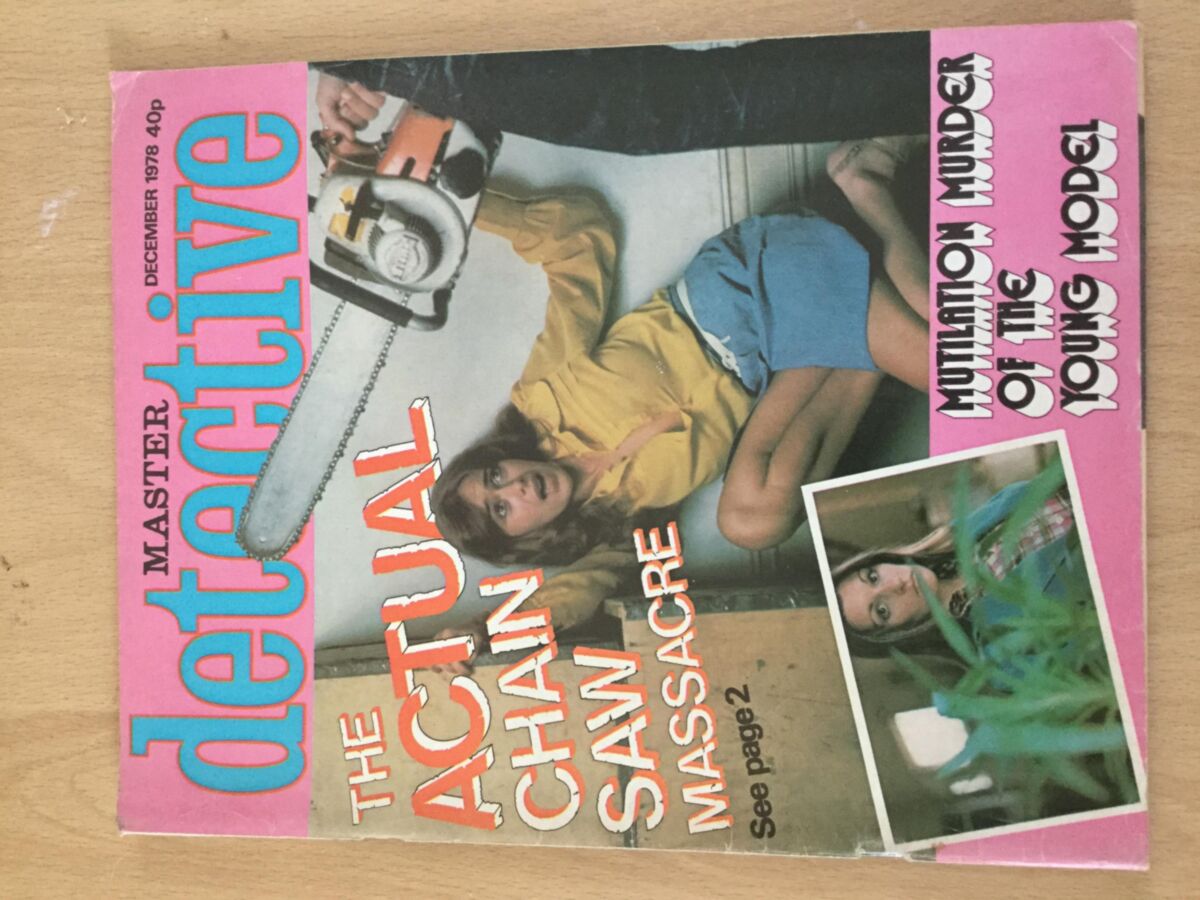 DECEMBER 1978 40p
MASTER
detective
THE
ACTUAL
CHAIN
SAW
MASSACRE
See page 2
MUTILATION MURDER
OF THE
YOUNG MODEL